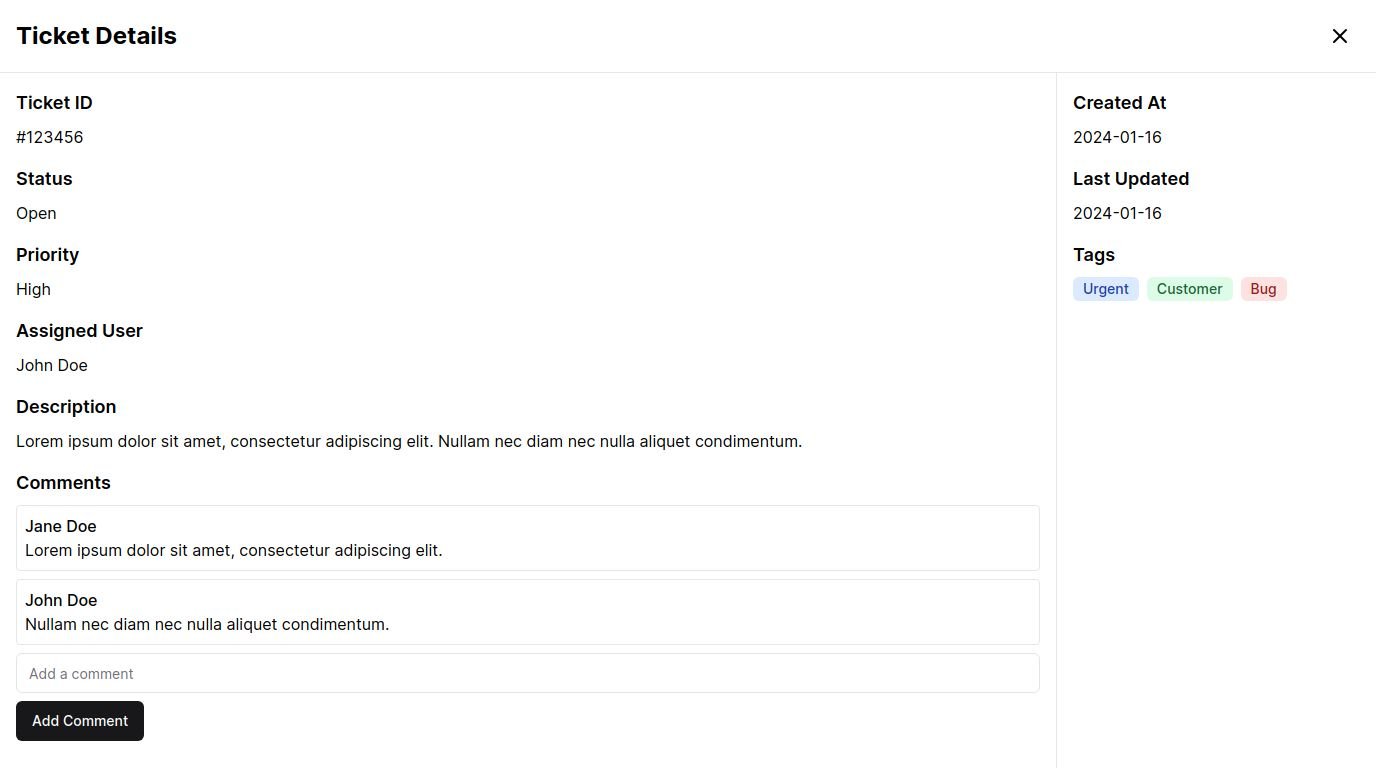 Ticket Details
Ticket ID
#123456
Status
Open
Priority
High
Assigned User
John Doe
Description
Lorem ipsum dolor sit amet, consectetur adipiscing elit. Nullam nec diam nec nulla aliquet condimentum.
Comments
Jane Doe
Lorem ipsum dolor sit amet, consectetur adipiscing elit.
John Doe
Nullam nec diam nec nulla aliquet condimentum.
Add a comment
Add Comment
Created At
2024-01-16
Last Updated
2024-01-16
Tags
Urgent Customer Bug